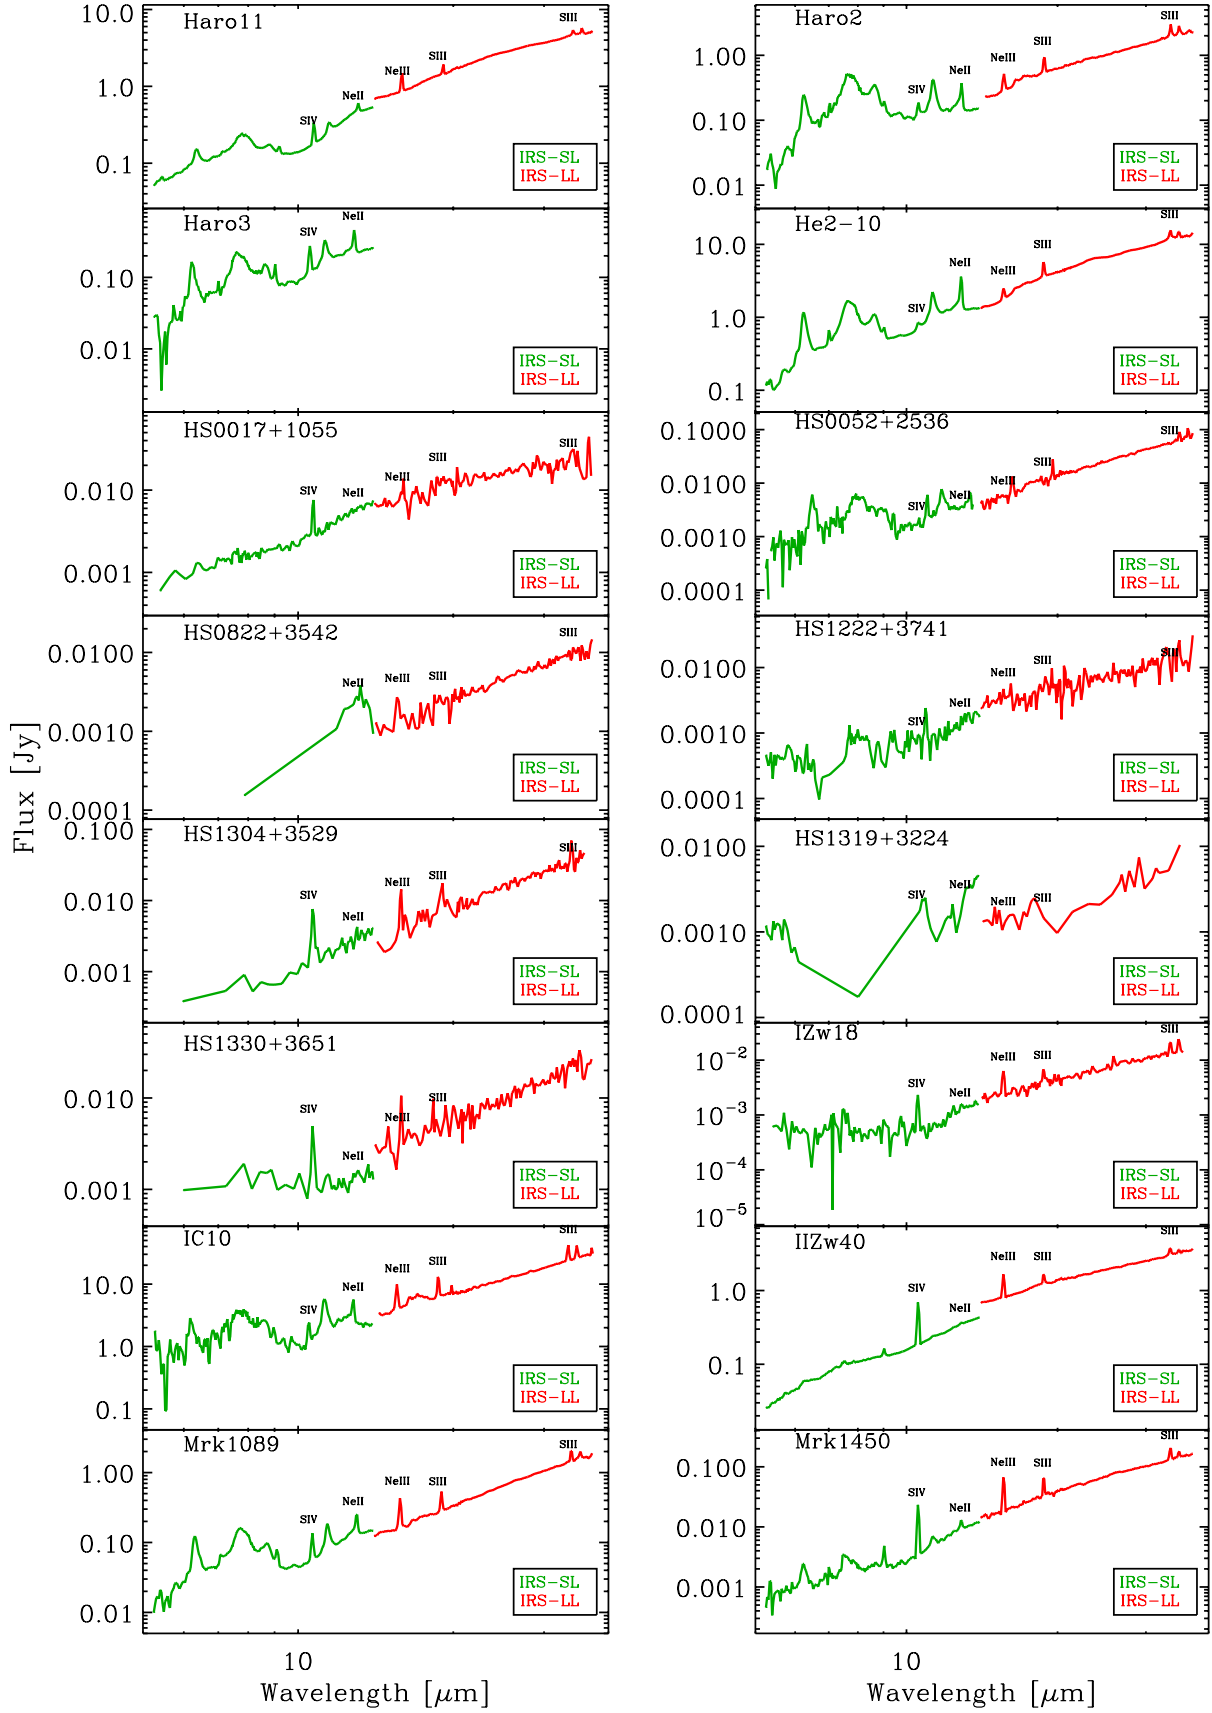 Haro11
10.0
1.0
0.1
SIV
NeII
NeIII
SIII
SIII
IRS-SL
IRS-LL
Haro2
1.00
0.10
0.01
SIV
NeII
NeIII
SIII
SIII
IRS-SL
IRS-LL
Haro3
0.10
0.01
SIV
NeII
IRS-SL
IRS-LL
He2-10
10.0
1.0
0.1
SIV
NeII
NeIII
SIII
SIII
IRS-SL
IRS-LL
HS0017+1055
0.010
0.001
SIV
NeII
NeIII
SIII
SIII
IRS-SL
IRS-LL
HS0052+2536
0.1000
0.0100
0.0010
0.0001
SIV
NeII
NeIII
SIII
SIII
IRS-SL
IRS-LL
HS0822+3542
0.0100
0.0010
0.0001
NeII
NeIII
SIII
SIII
IRS-SL
IRS-LL
HS1222+3741
0.0100
0.0010
0.0001
SIV
NeII
NeIII
SIII
SIII
IRS-SL
IRS-LL
Flux [Jy]
HS1304+3529
0.100
0.010
0.001
SIV
NeII
NeIII
SIII
SIII
IRS-SL
IRS-LL
HS1319+3224
0.0100
0.0010
0.0001
SIV
NeII
NeIII
SIII
IRS-SL
IRS-LL
HS1330+3651
0.010
0.001
SIV
NeII
NeIII
SIII
IRS-SL
IRS-LL
IZw18
10⁻²
10⁻³
10⁻⁴
10⁻⁵
SIV
NeII
NeIII
SIII
SIII
IRS-SL
IRS-LL
IC10
10.0
1.0
0.1
SIV
NeII
NeIII
SIII
SIII
IRS-SL
IRS-LL
IIZw40
1.0
0.1
SIV
NeII
NeIII
SIII
SIII
IRS-SL
IRS-LL
Mrk1089
1.00
0.10
0.01
SIV
NeII
NeIII
SIII
SIII
IRS-SL
IRS-LL
Mrk1450
0.100
0.010
0.001
SIV
NeII
NeIII
SIII
SIII
IRS-SL
IRS-LL
10
Wavelength [μm]
10
Wavelength [μm]